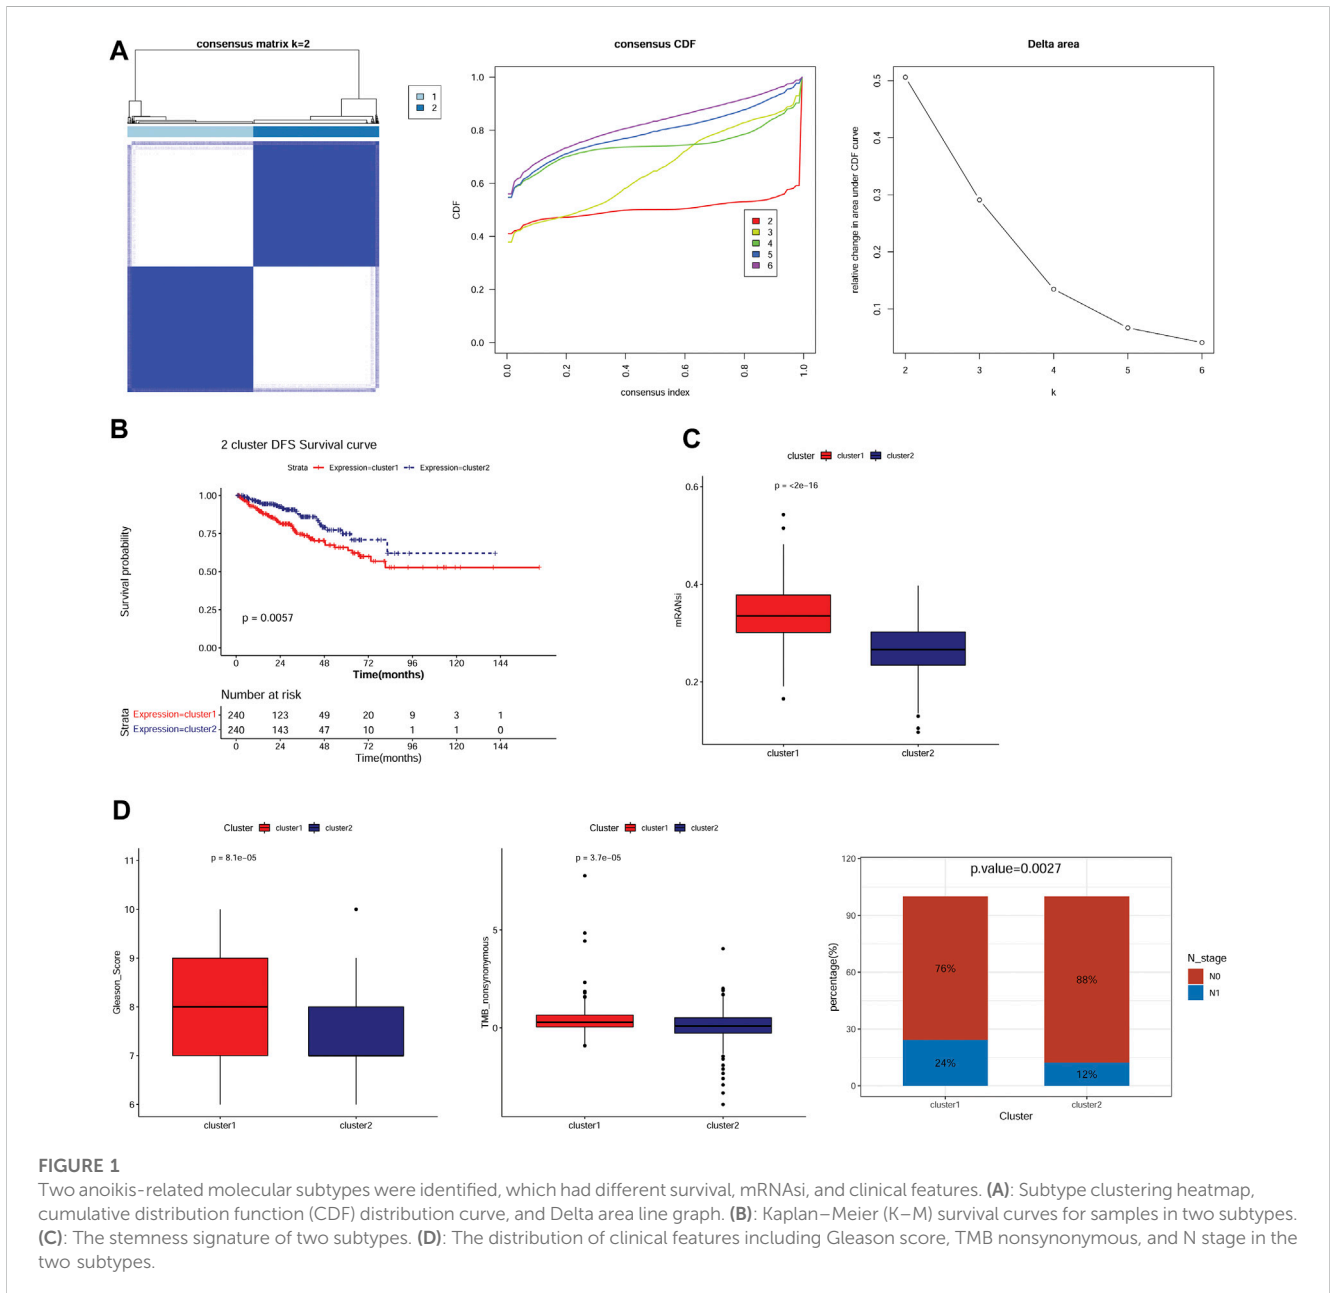 A
consensus matrix k=2
1
2
consensus CDF
CDF
1.0
0.8
0.6
0.4
0.2
0.0
2
3
4
5
6
0.0
0.2
0.4
0.6
0.8
1.0
consensus index
Delta area
relative change in area under CDF curve
0.5
0.4
0.3
0.2
0.1
2
3
4
5
6
k
B
2 cluster DFS Survival curve
Strata Expression=cluster1 Expression=cluster2
Survival probability
1.00
0.75
0.50
0.25
0.00
p = 0.0057
0 24 48 72 96 120 144
Time(months)
Number at risk
Strata
Expression=cluster1 240 123 49 20 9 3 1
Expression=cluster2 240 143 47 10 1 1 0
0 24 48 72 96 120 144
Time(months)
C
cluster cluster1 cluster2
p = <2e-16
mRANsi
0.6
0.4
0.2
cluster1 cluster2
D
Cluster cluster1 cluster2
p = 8.1e-05
Gleason_Score
11
10
9
8
7
6
cluster1 cluster2
Cluster cluster1 cluster2
p = 3.7e-05
TMB_nonsynonymous
5
0
cluster1 cluster2
p.value=0.0027
percentage(%)
120
90
60
30
0
76%
88%
24%
12%
cluster1 cluster2
Cluster
N_stage
N0
N1
FIGURE 1
Two anoikis-related molecular subtypes were identified, which had different survival, mRNAsi, and clinical features. (A): Subtype clustering heatmap,
cumulative distribution function (CDF) distribution curve, and Delta area line graph. (B): Kaplan–Meier (K–M) survival curves for samples in two subtypes.
(C): The stemness signature of two subtypes. (D): The distribution of clinical features including Gleason score, TMB nonsynonymous, and N stage in the
two subtypes.